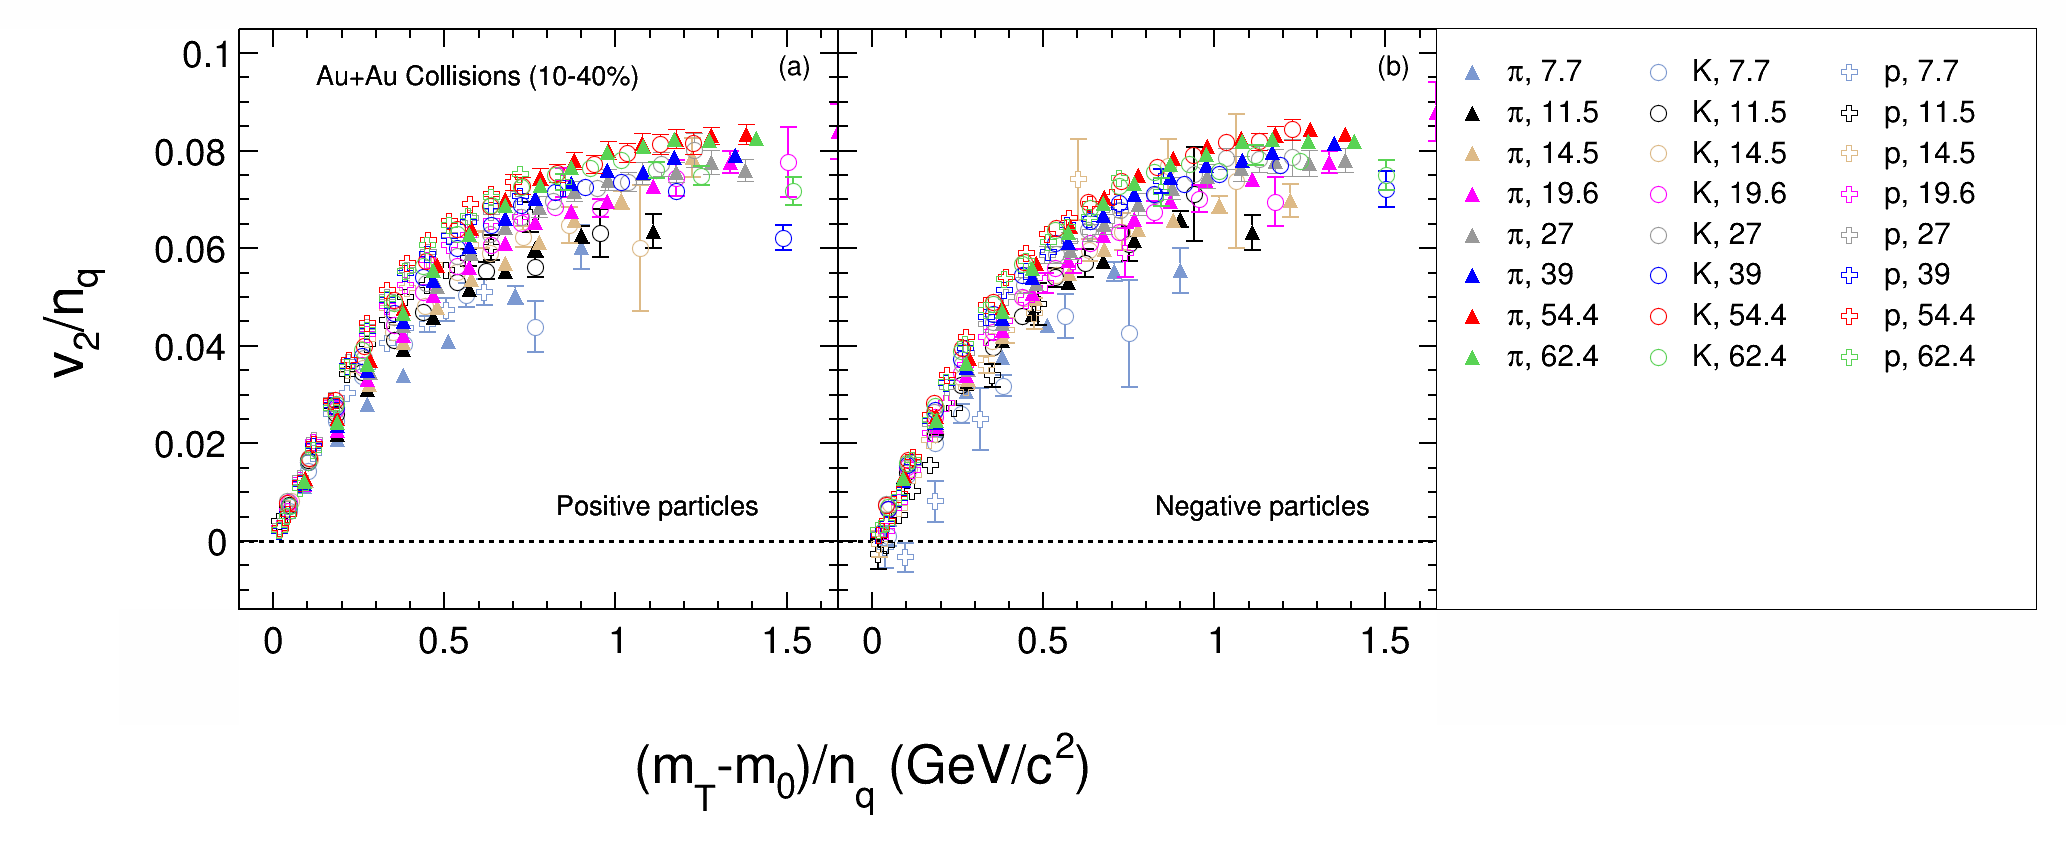 0.1
0.08
0.06
0.04
0.02
0
v2/nq
Au+Au Collisions (10-40%)
(a)
Positive particles
(b)
Negative particles
0 0.5 1 1.5
0 0.5 1 1.5
(mT-m0)/nq (GeV/c2)
π, 7.7 K, 7.7 p, 7.7
π, 11.5 K, 11.5 p, 11.5
π, 14.5 K, 14.5 p, 14.5
π, 19.6 K, 19.6 p, 19.6
π, 27 K, 27 p, 27
π, 39 K, 39 p, 39
π, 54.4 K, 54.4 p, 54.4
π, 62.4 K, 62.4 p, 62.4